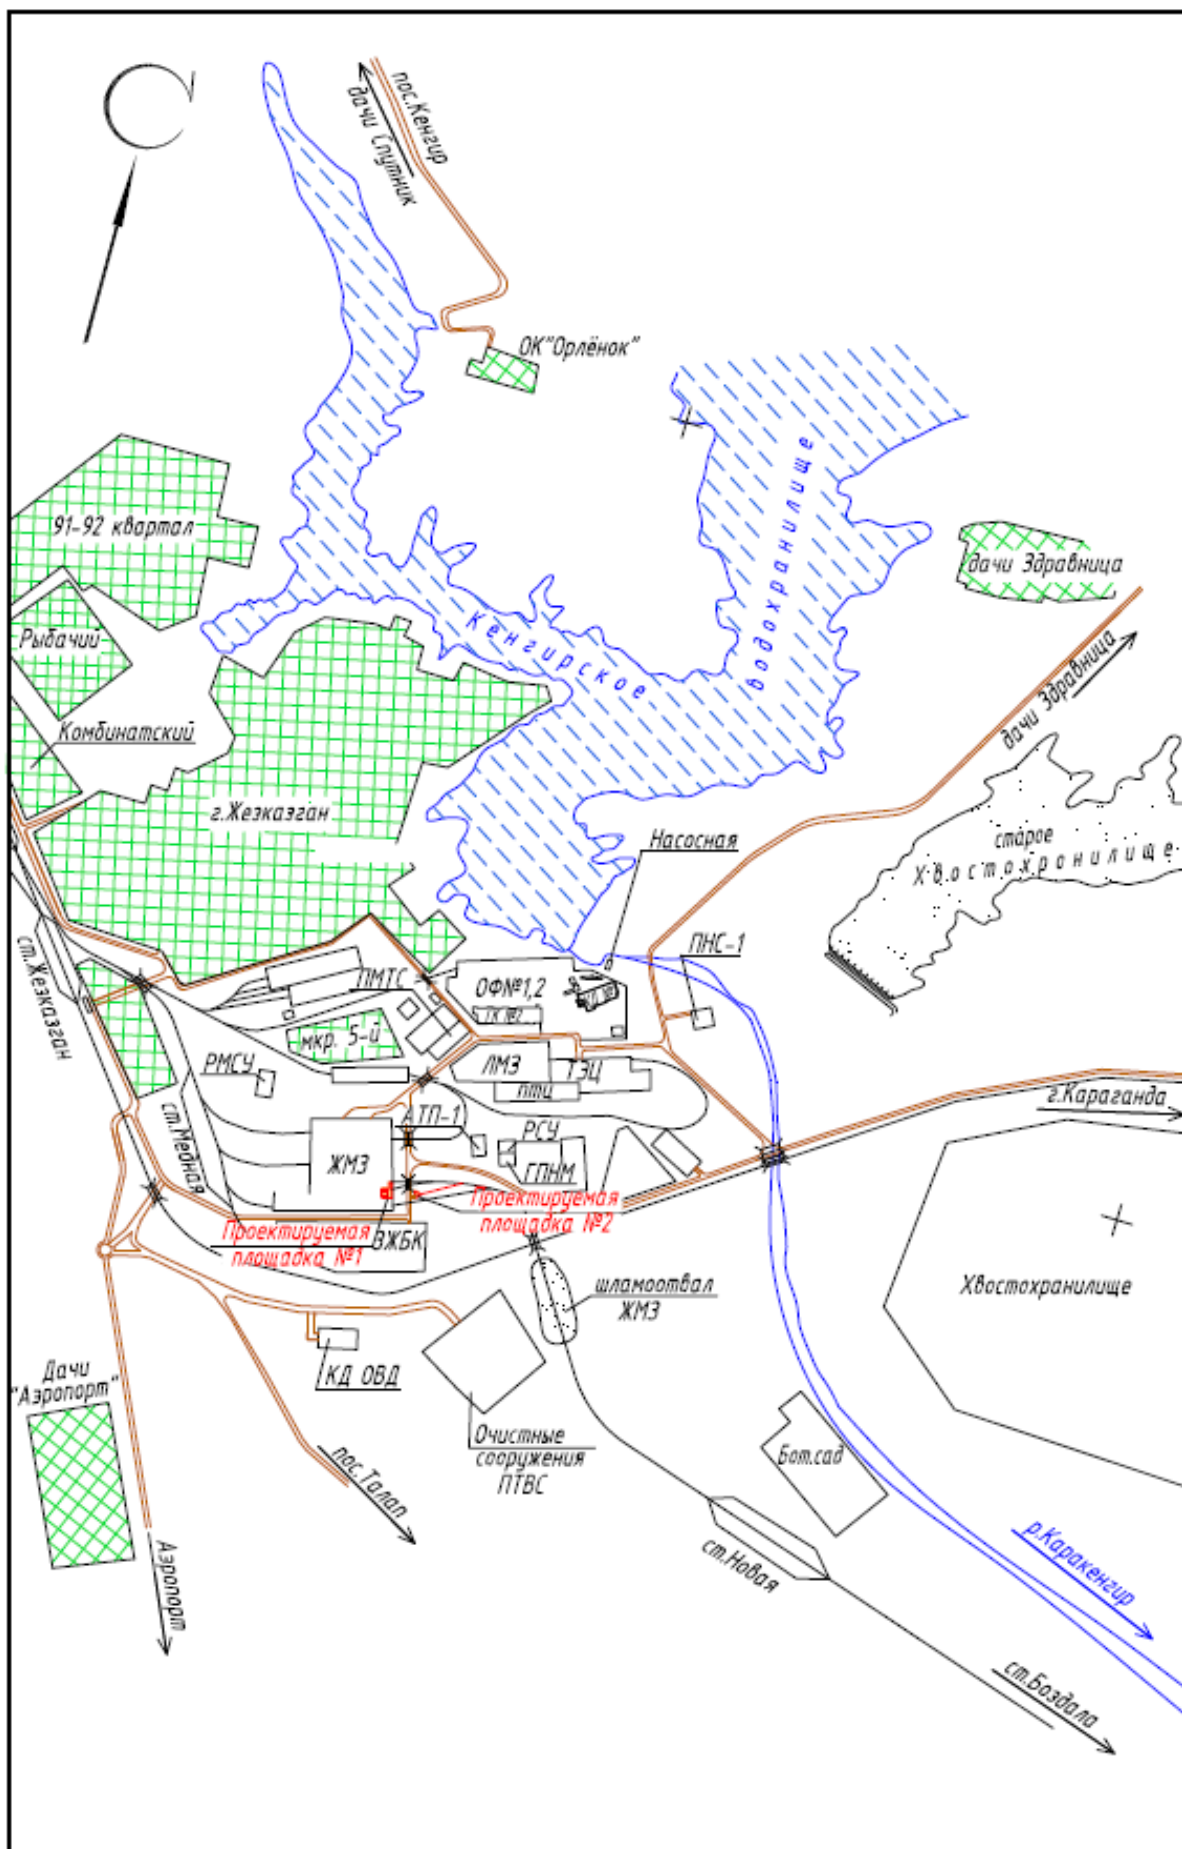 С
пос.Кенгир
дачи Спутник
ОК"Орлёнок"
91-92 квартал
Кенгирское
водохранилище
дачи Здравница
Рыбачий
дачи Здравница
Комбинатский
г.Жезказган
Насосная
старое
Хвостохронилище
ст.Жезказган
ПМТС
ОФ№1,2
ПНС-1
мкр. 5-й
РМСУ
ЛМЗ
ТЭЦ
птц
ст.Медная
АТП-1
РСУ
ГПНМ
ЖМЗ
г.Караганда
Проектируемая
площадка №1
ВЖБК
Проектируемая
площадка №2
шламоотвал
ЖМЗ
Хвостохранилище
КД ОВД
Дачи
"Аэропорт"
Очистные
сооружения
ПТВС
Бот.сад
пос.Талап
Аэропорт
ст.Новая
р.Каракенгир
ст.Боздала